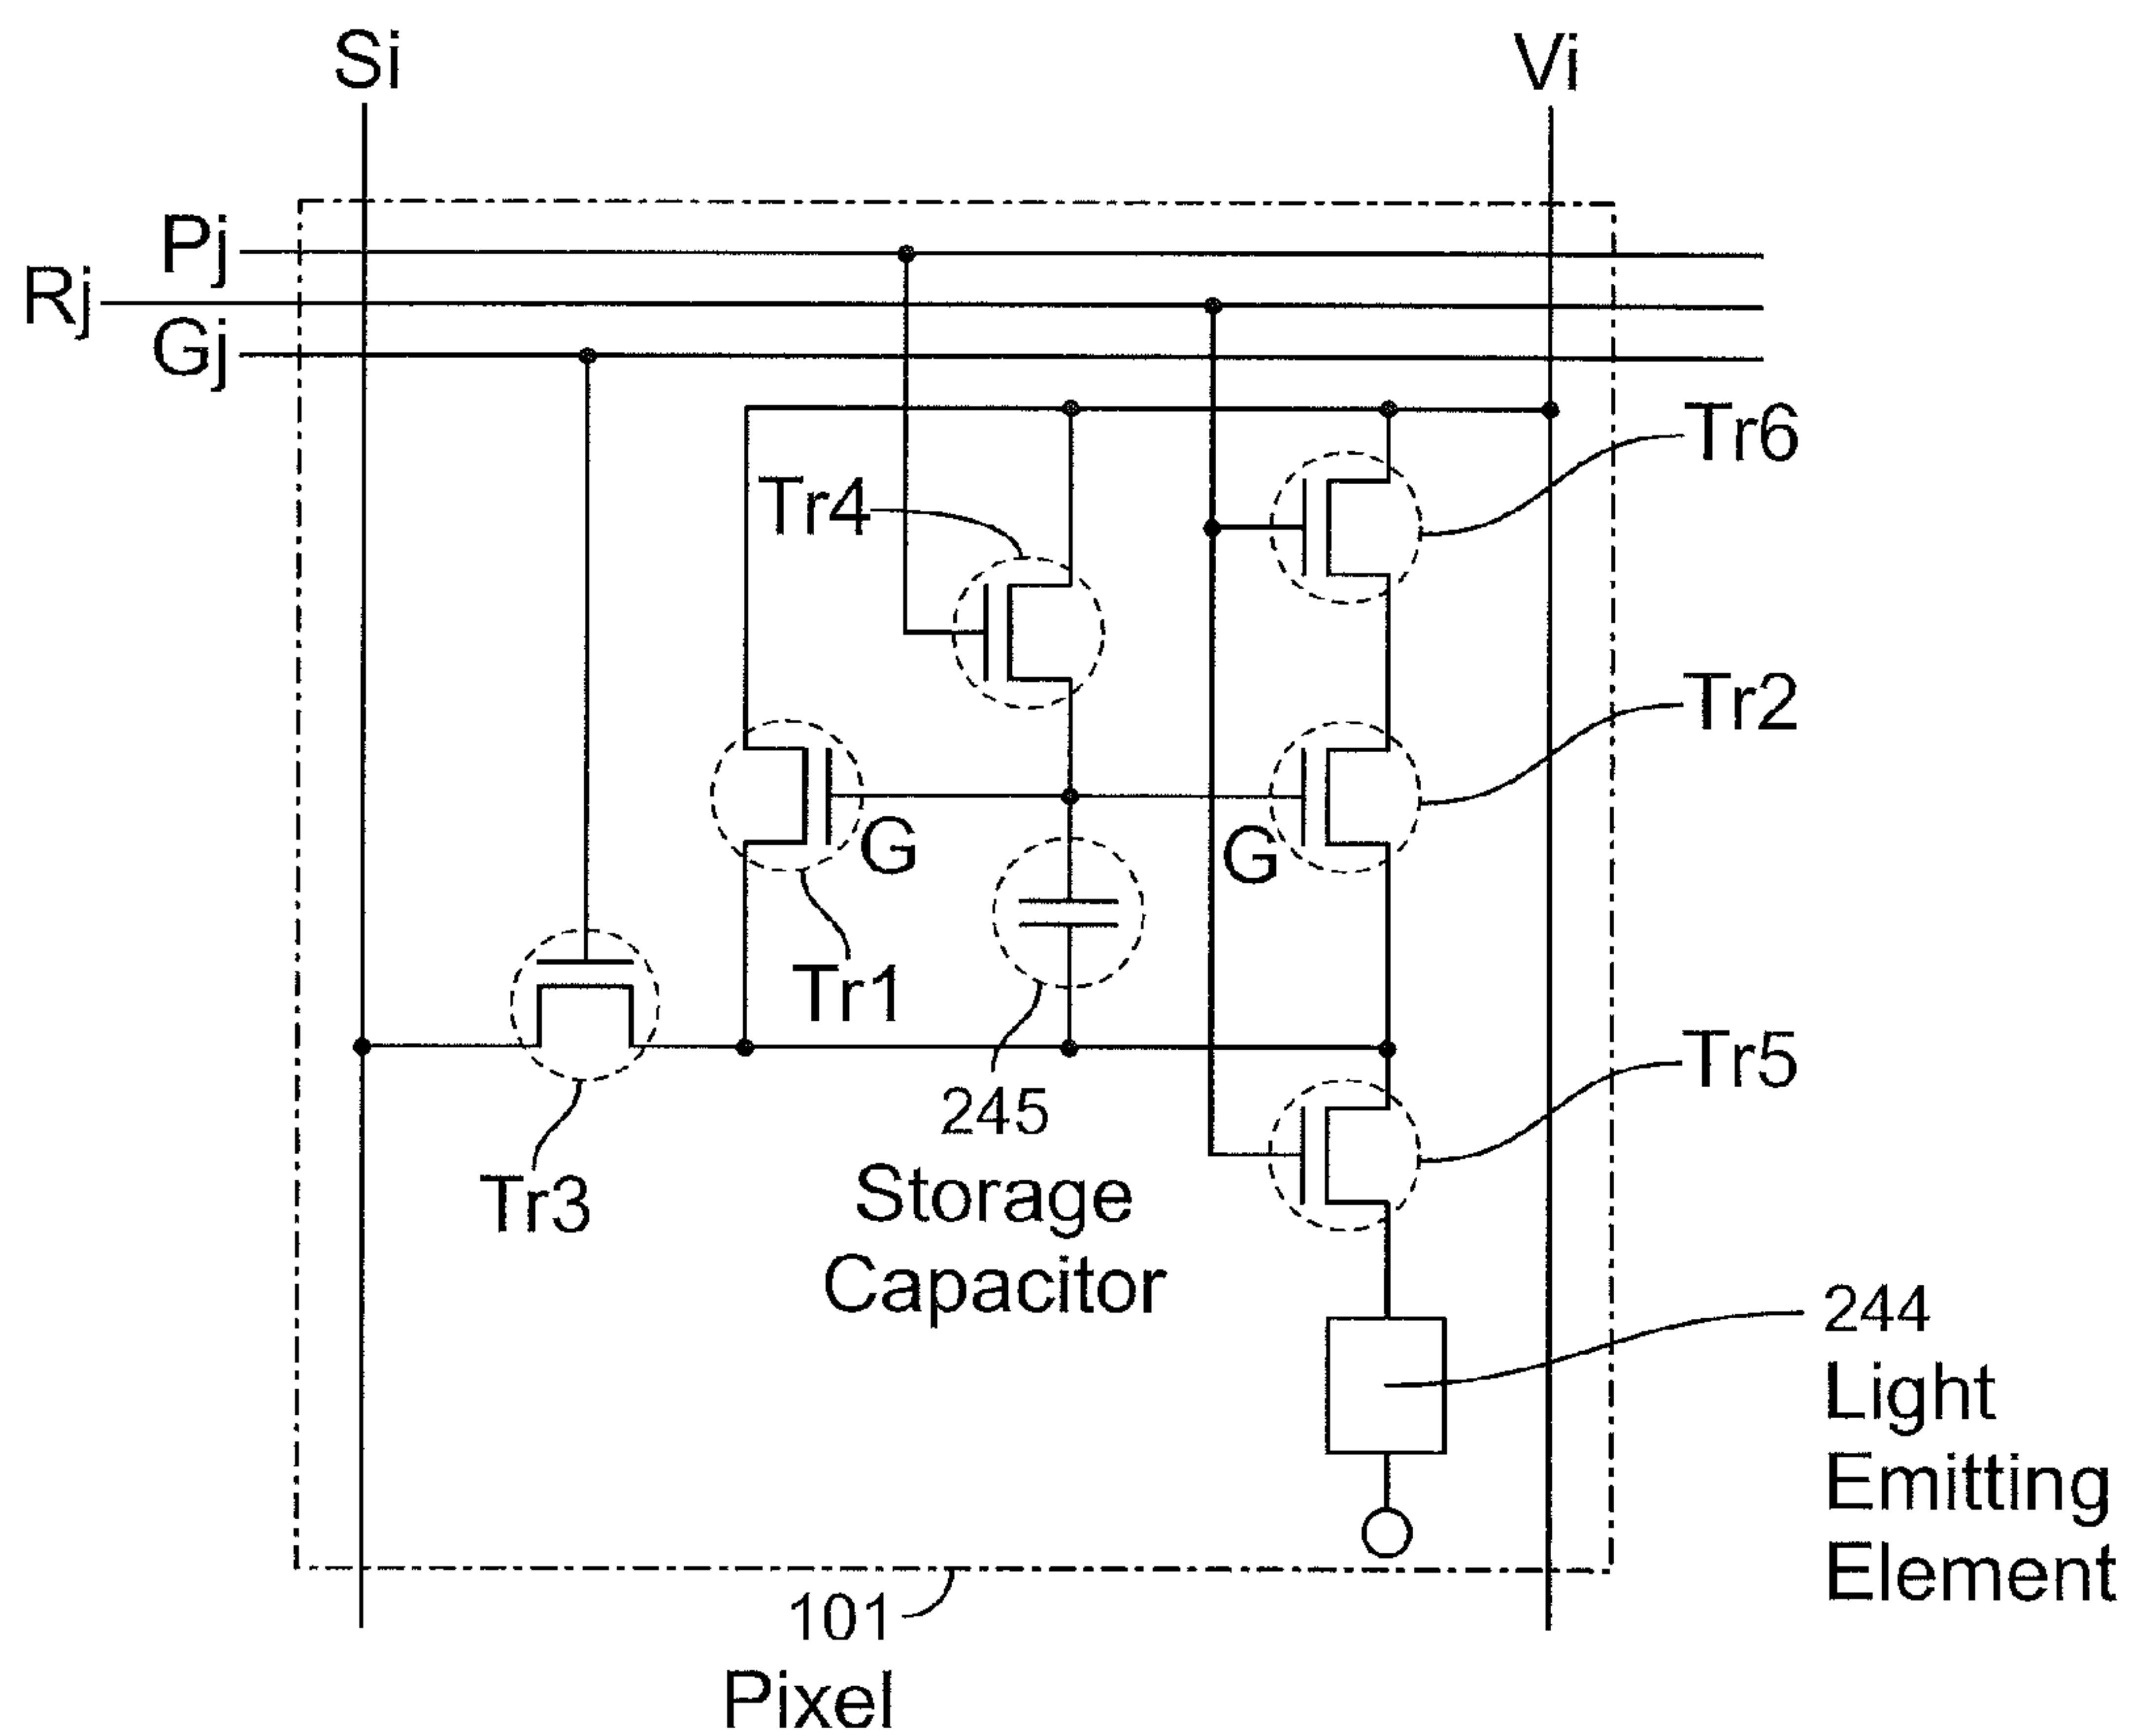 Si
Vi
Pj
Rj
Gj
Tr6
Tr4
Tr2
G
G
Tr1
Tr5
245
Storage
Capacitor
Tr3
244
Light
Emitting
Element
101
Pixel